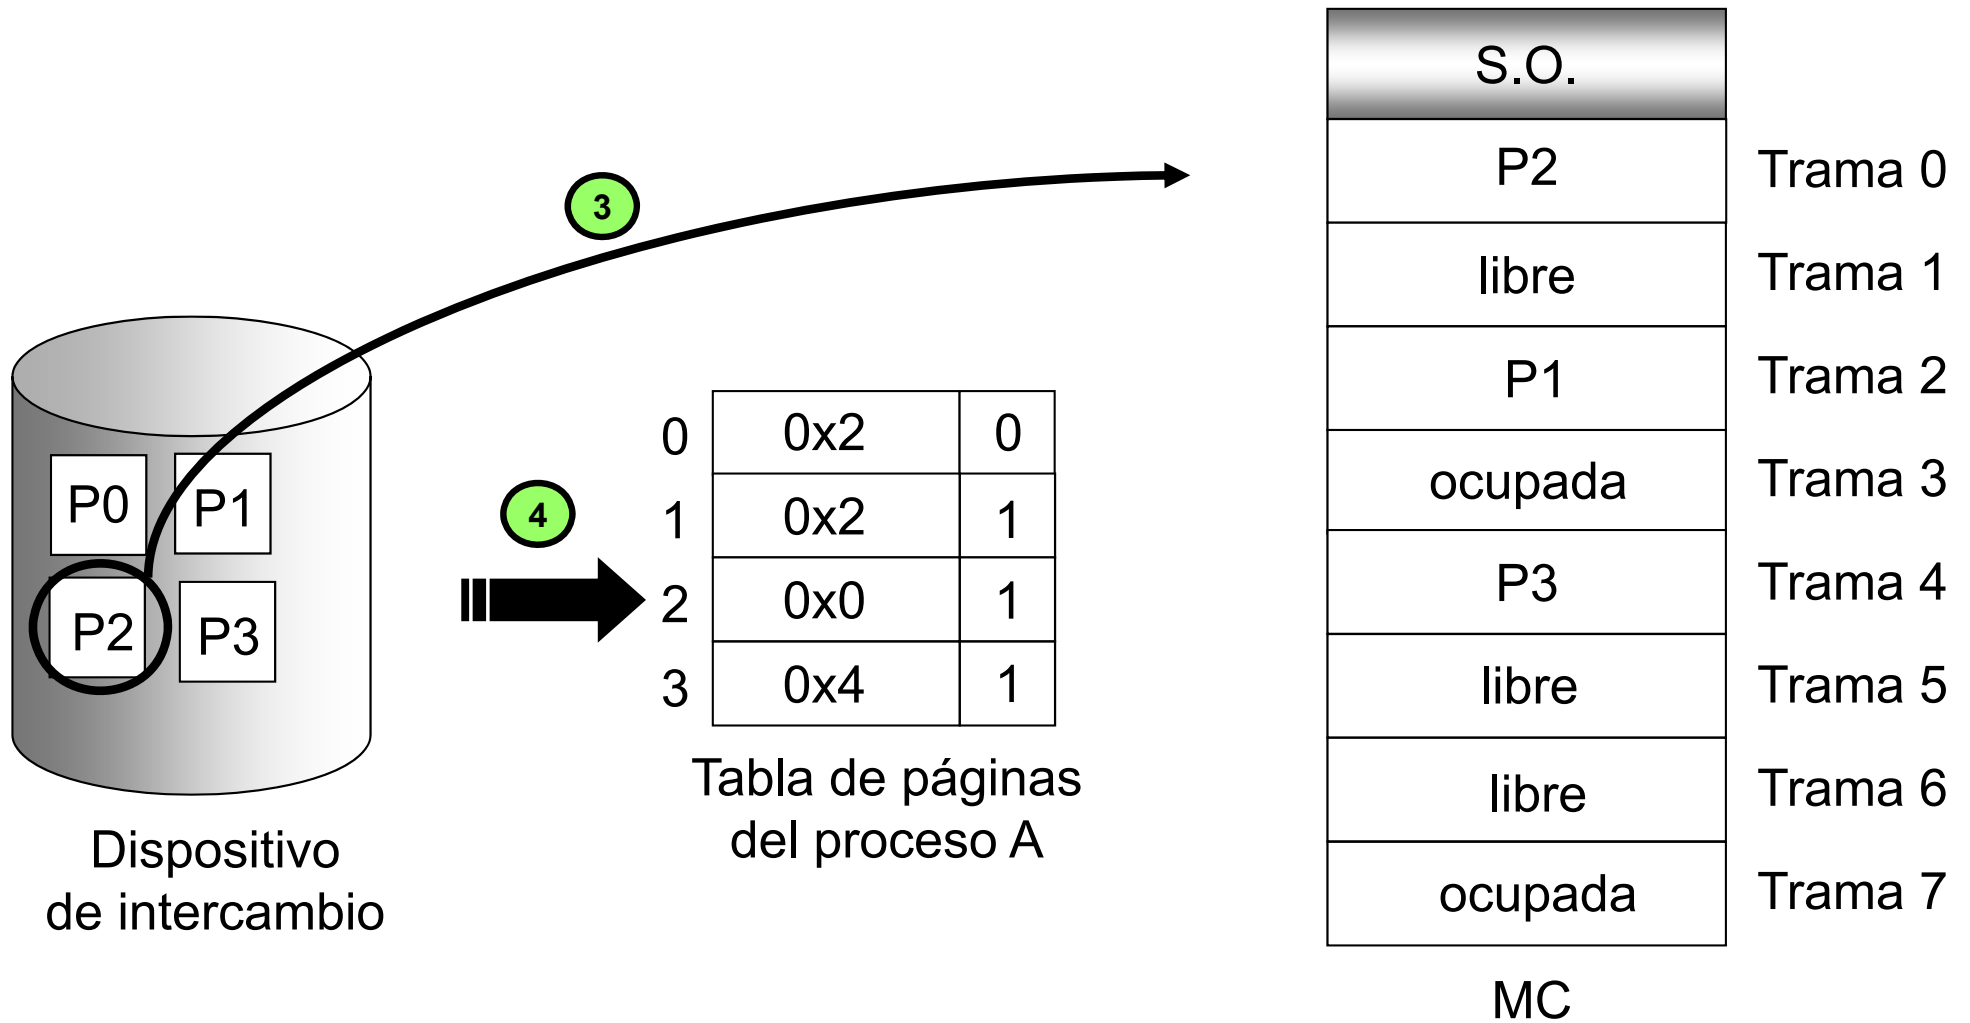 S.O.
P2
Trama 0
libre
Trama 1
P1
Trama 2
ocupada
Trama 3
P3
Trama 4
libre
Trama 5
libre
Trama 6
ocupada
Trama 7
MC
3
P0
P1
P2
P3
Dispositivo
de intercambio
4
0 0x2 0
1 0x2 1
2 0x0 1
3 0x4 1
Tabla de páginas
del proceso A